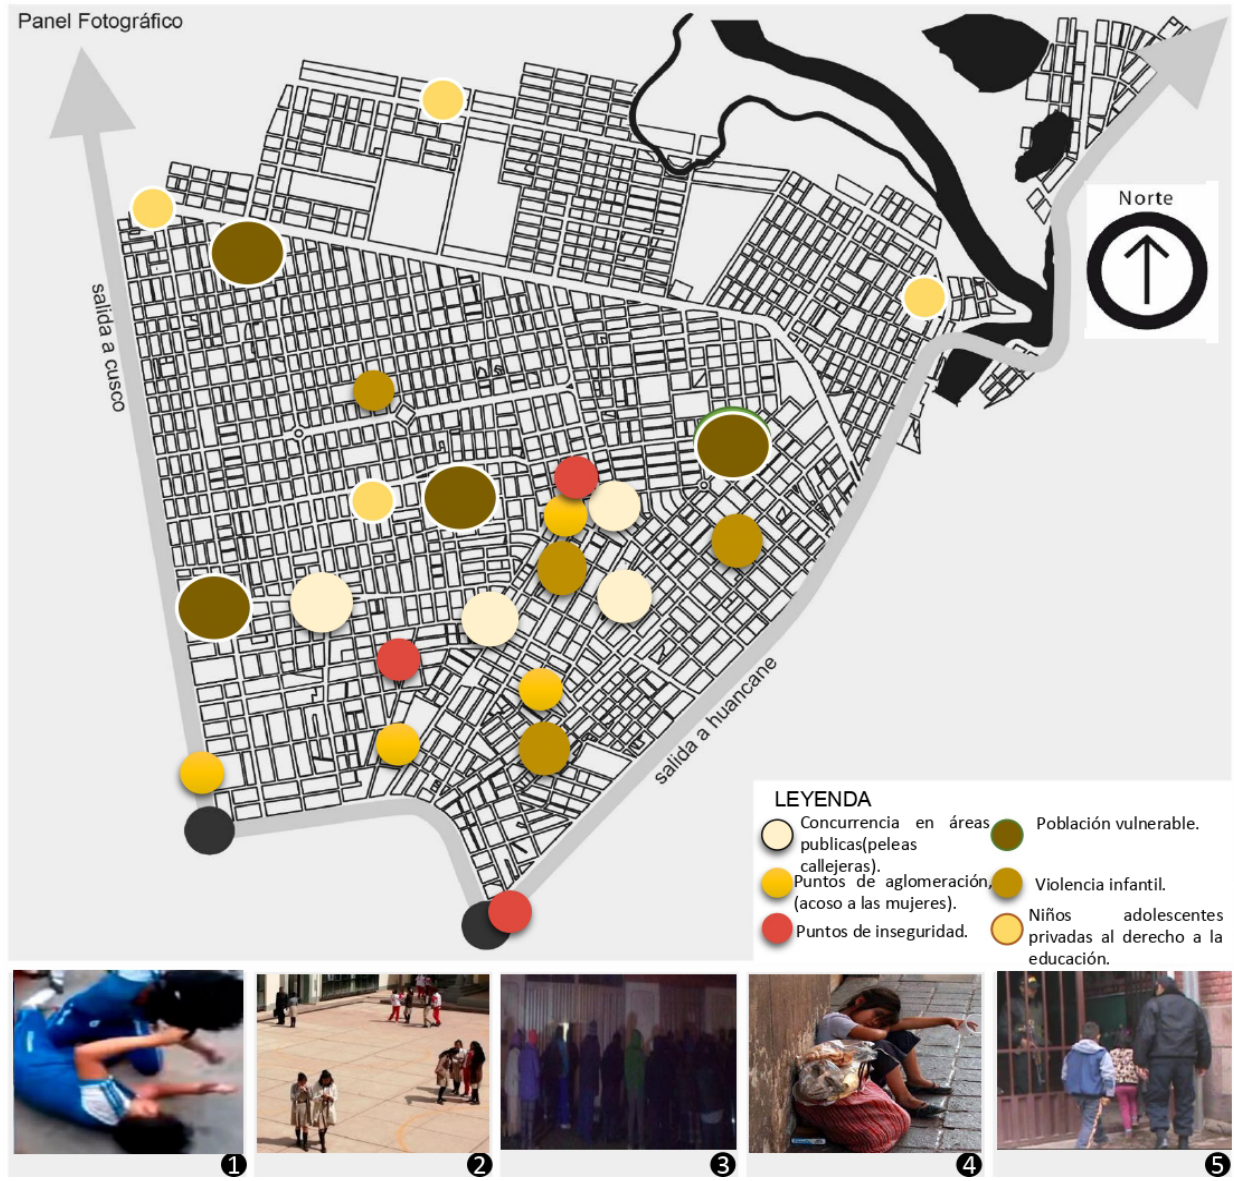 Panel Fotográfico
Norte
salida a cusco
salida a huancane
LEYENDA
Concurrencia en áreas
publicas(peleas
callejeras).
Puntos de aglomeración,
(acoso a las mujeres).
Puntos de inseguridad.
Población vulnerable.
Violencia infantil.
Niños adolescentes
privadas al derecho a la
educación.
1
2
3
4
5